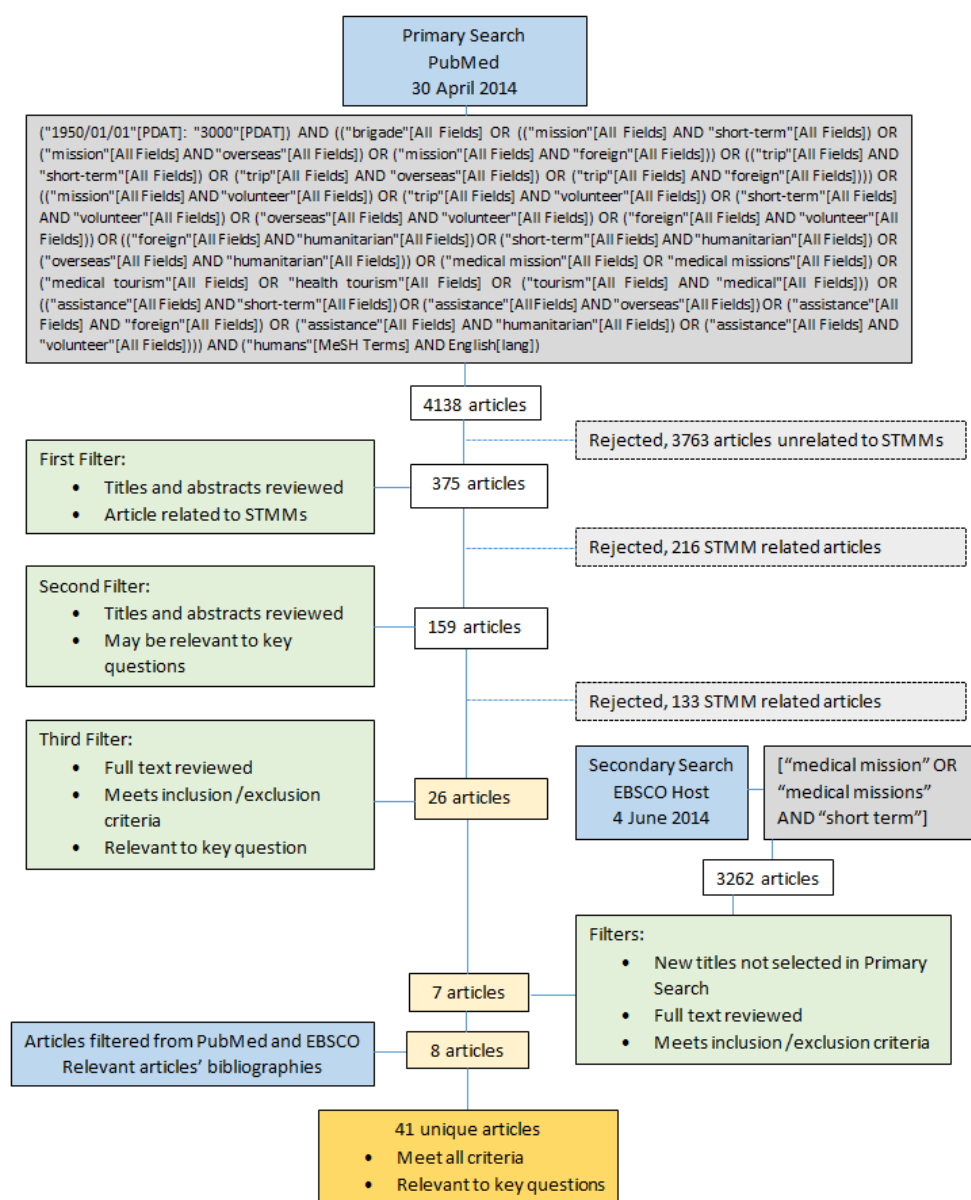 Primary Search
PubMed
30 April 2014
("1950/01/01"[PDAT]: "3000"[PDAT]) AND (("brigade"[All Fields] OR (("mission"[All Fields] AND "short-term"[All Fields]) OR
("mission"[All Fields] AND "overseas"[All Fields]) OR ("mission"[All Fields] AND "foreign"[All Fields])) OR (("trip"[All Fields] AND
"short-term"[All Fields]) OR ("trip"[All Fields] AND "overseas"[All Fields]) OR ("trip"[All Fields] AND "foreign"[All Fields]))) OR
(("mission"[All Fields] AND "volunteer"[All Fields]) OR ("trip"[All Fields] AND "volunteer"[All Fields]) OR ("short-term"[All Fields]
AND "volunteer"[All Fields]) OR ("overseas"[All Fields] AND "volunteer"[All Fields]) OR ("foreign"[All Fields] AND "volunteer"[All
Fields])) OR (("foreign"[All Fields] AND "humanitarian"[All Fields]) OR ("short-term"[All Fields] AND "humanitarian"[All Fields]) OR
("overseas"[All Fields] AND "humanitarian"[All Fields])) OR ("medical mission"[All Fields] OR "medical missions"[All Fields]) OR
("medical tourism"[All Fields] OR "health tourism"[All Fields] OR ("tourism"[All Fields] AND "medical"[All Fields])) OR
(("assistance"[All Fields] AND "short-term"[All Fields]) OR ("assistance"[All Fields] AND "overseas"[All Fields]) OR ("assistance"[All
Fields] AND "foreign"[All Fields]) OR ("assistance"[All Fields] AND "humanitarian"[All Fields]) OR ("assistance"[All Fields] AND
"volunteer"[All Fields]))) AND ("humans"[MeSH Terms] AND English[lang])
4138 articles
Rejected, 3763 articles unrelated to STMMs
First Filter:
• Titles and abstracts reviewed
• Article related to STMMs
375 articles
Rejected, 216 STMM related articles
Second Filter:
• Titles and abstracts reviewed
• May be relevant to key
questions
159 articles
Rejected, 133 STMM related articles
Third Filter:
• Full text reviewed
• Meets inclusion /exclusion
criteria
• Relevant to key question
26 articles
Secondary Search
EBSCO Host
4 June 2014
[“medical mission” OR
“medical missions”
AND “short term”]
3262 articles
Filters:
• New titles not selected in Primary
Search
• Full text reviewed
• Meets inclusion /exclusion criteria
7 articles
Articles filtered from PubMed and EBSCO
Relevant articles’ bibliographies
8 articles
41 unique articles
• Meet all criteria
• Relevant to key questions